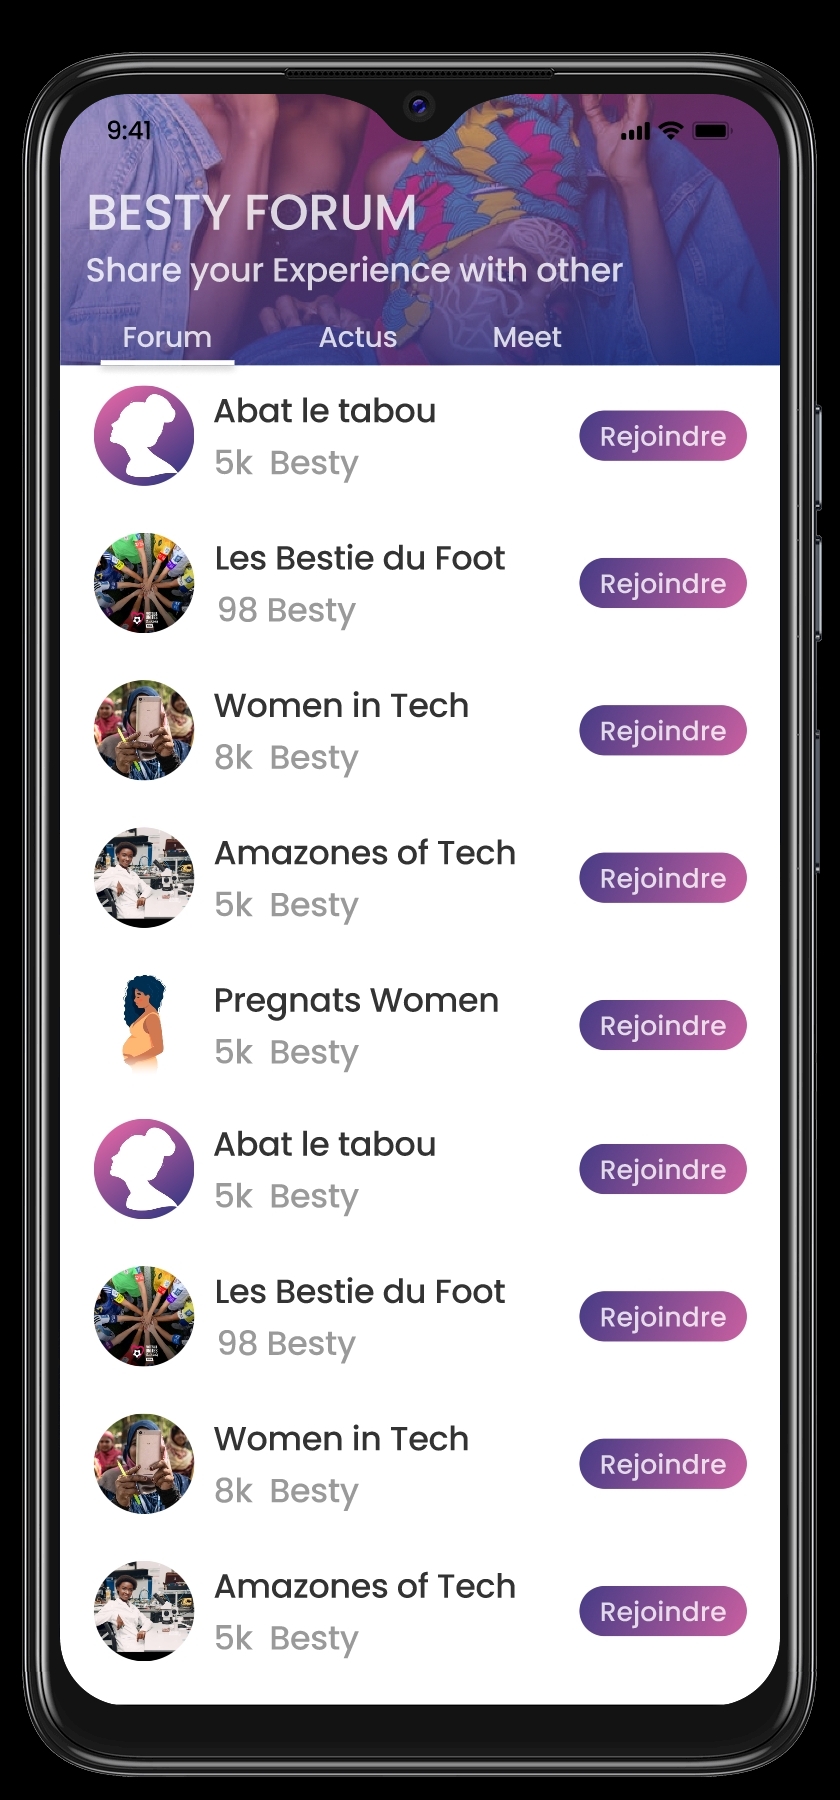 9:41
BESTY FORUM
Share your Experience with other
Forum Actus Meet
Abat le tabou
5k Besty
Rejoindre
Les Bestie du Foot
98 Besty
Rejoindre
Women in Tech
8k Besty
Rejoindre
Amazones of Tech
5k Besty
Rejoindre
Pregnats Women
5k Besty
Rejoindre
Abat le tabou
5k Besty
Rejoindre
Les Bestie du Foot
98 Besty
Rejoindre
Women in Tech
8k Besty
Rejoindre
Amazones of Tech
5k Besty
Rejoindre